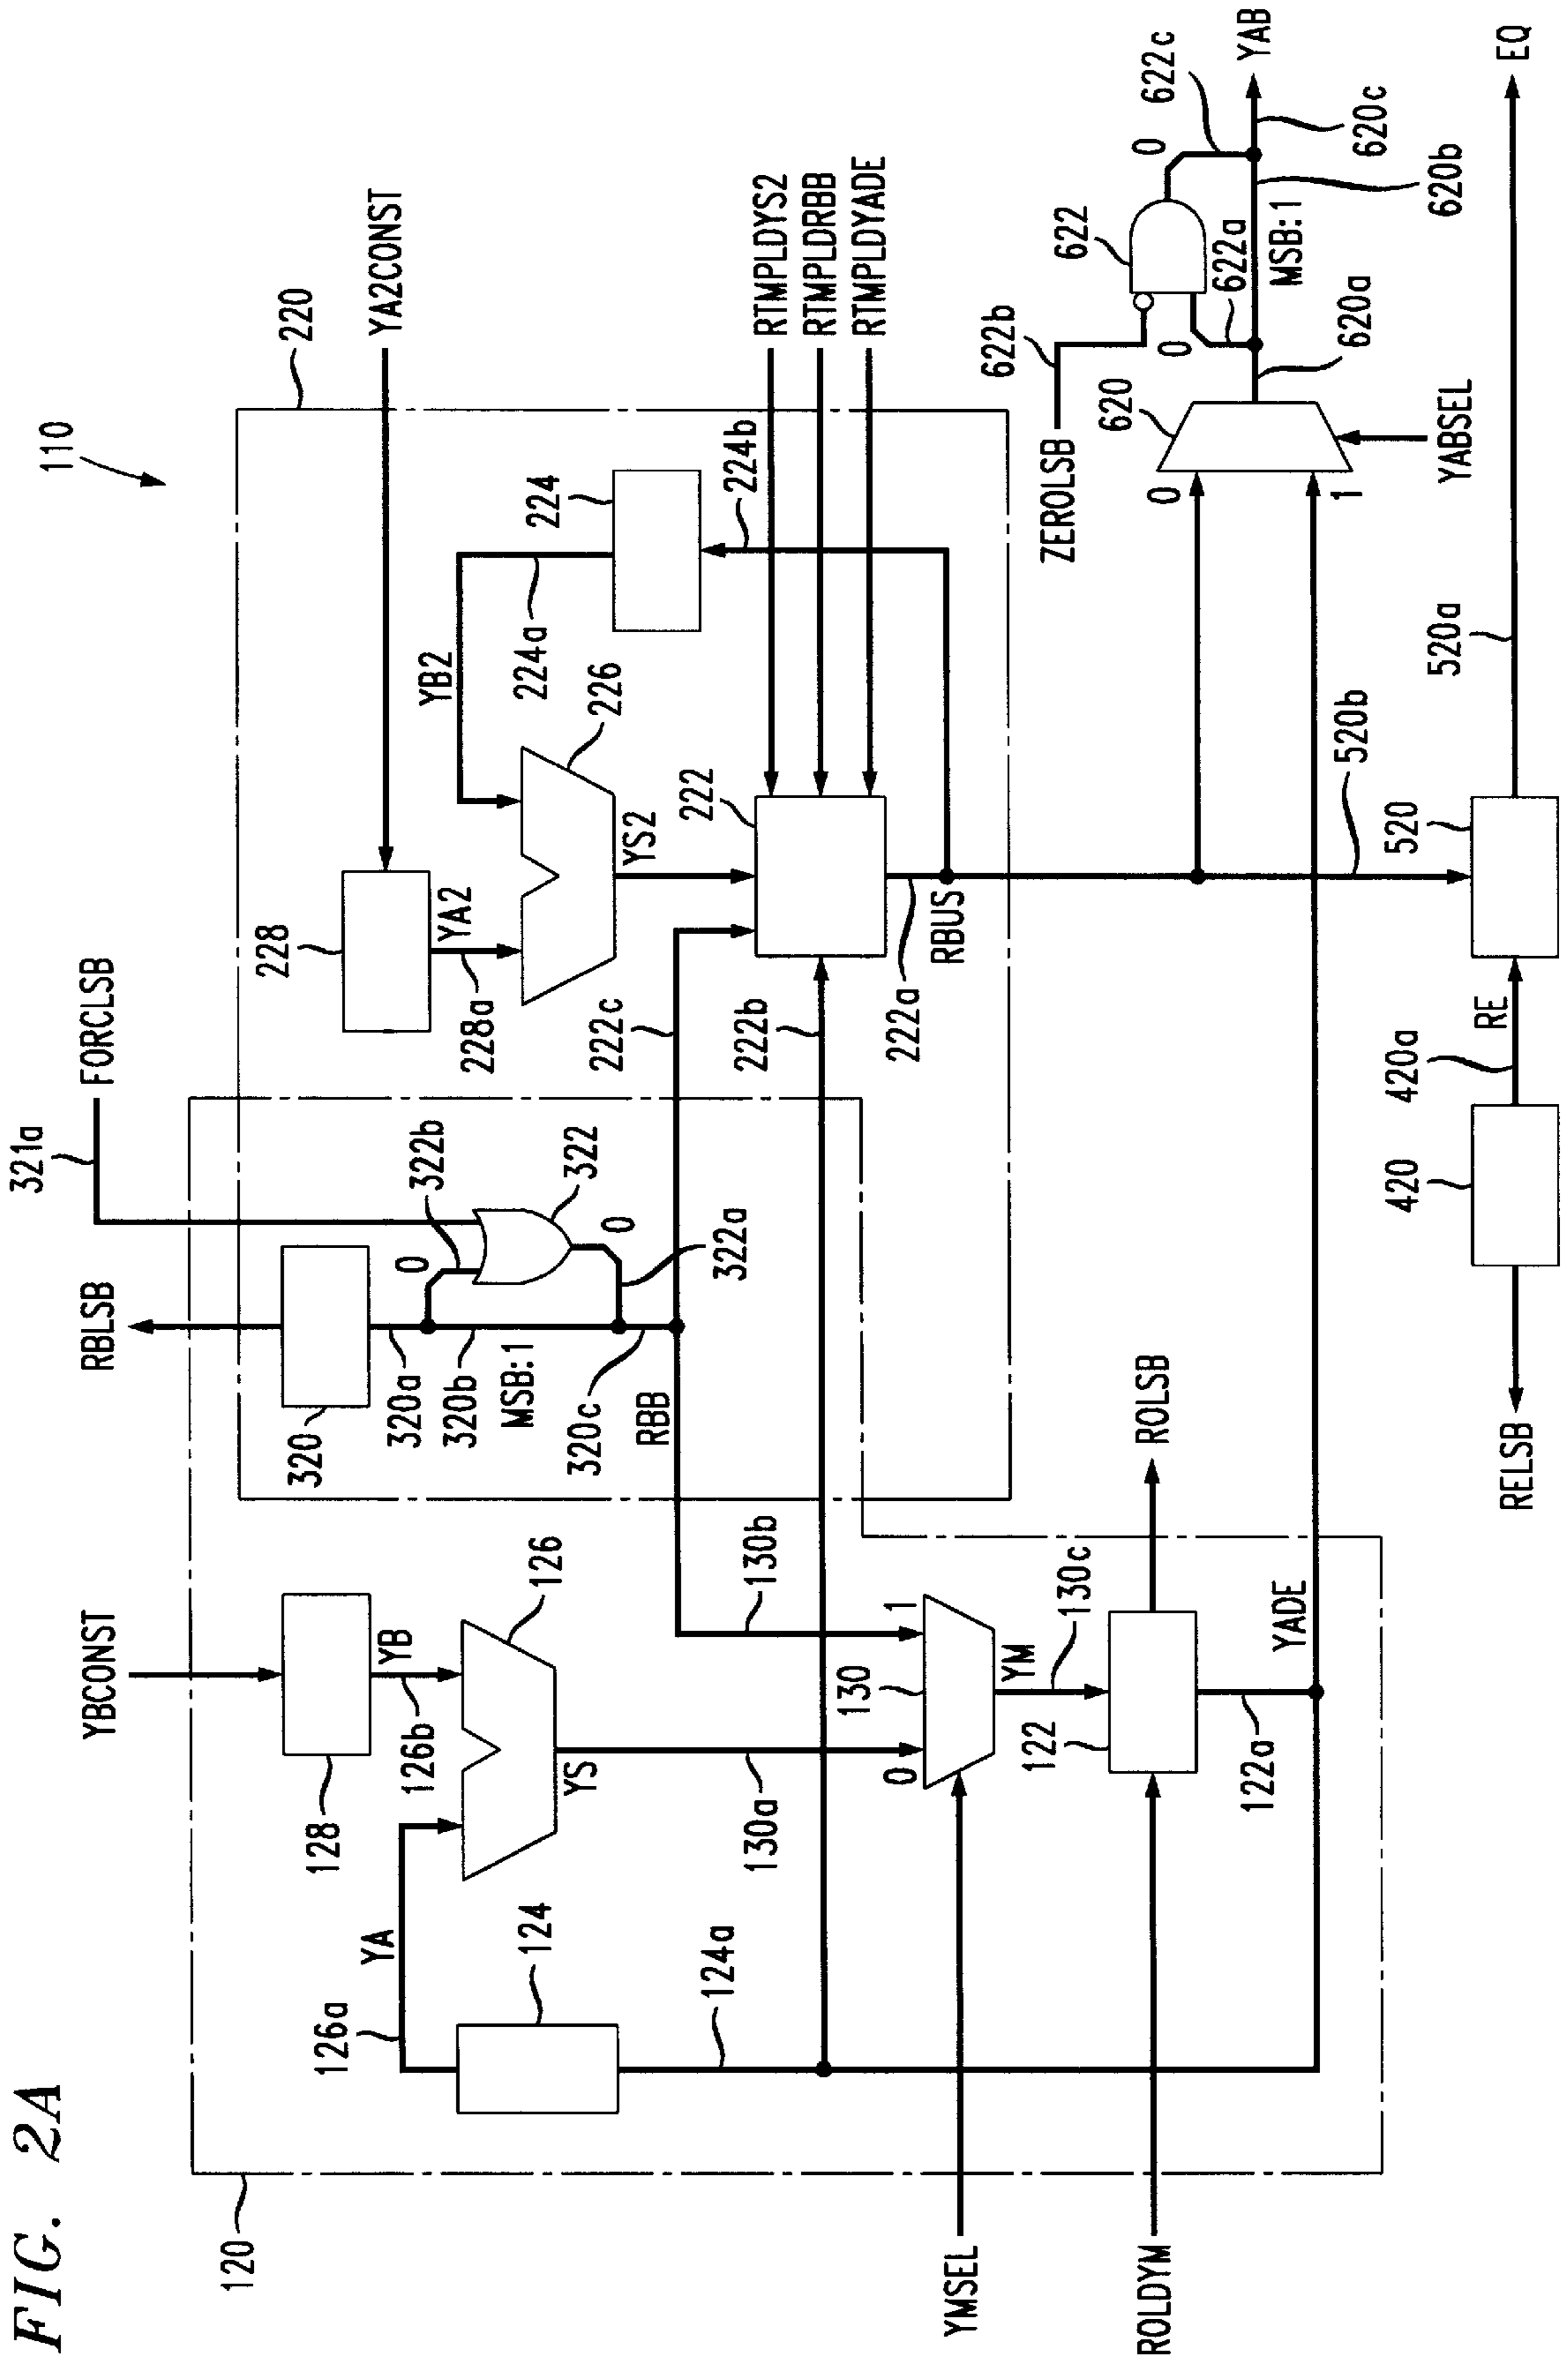 FIG. 2A
110
120
220
YBCONST
RBLSB
FORCLSB
321a
YA2CONST
128
YB
126b
126
YA
126a
124
124a
YS
130a
130b
0
1
130
YM
130c
122
122a
YADE
ROLSB
YMSEL
ROLDYM
320
320a
320b
MSB:1
320c
RBB
0
322b
322
0
322a
228
YA2
228a
226
YB2
224a
224
224b
YS2
222
222c
222b
222a
RBUS
RTMPLDYS2
RTMPLDRBB
RTMPLDYADE
ZEROLSB
622b
622
0
622a
0
622c
MSB:1
620
620a
620b
620c
YAB
0
1
YABSEL
520b
520
520a
EQ
RE
420a
420
RELSB